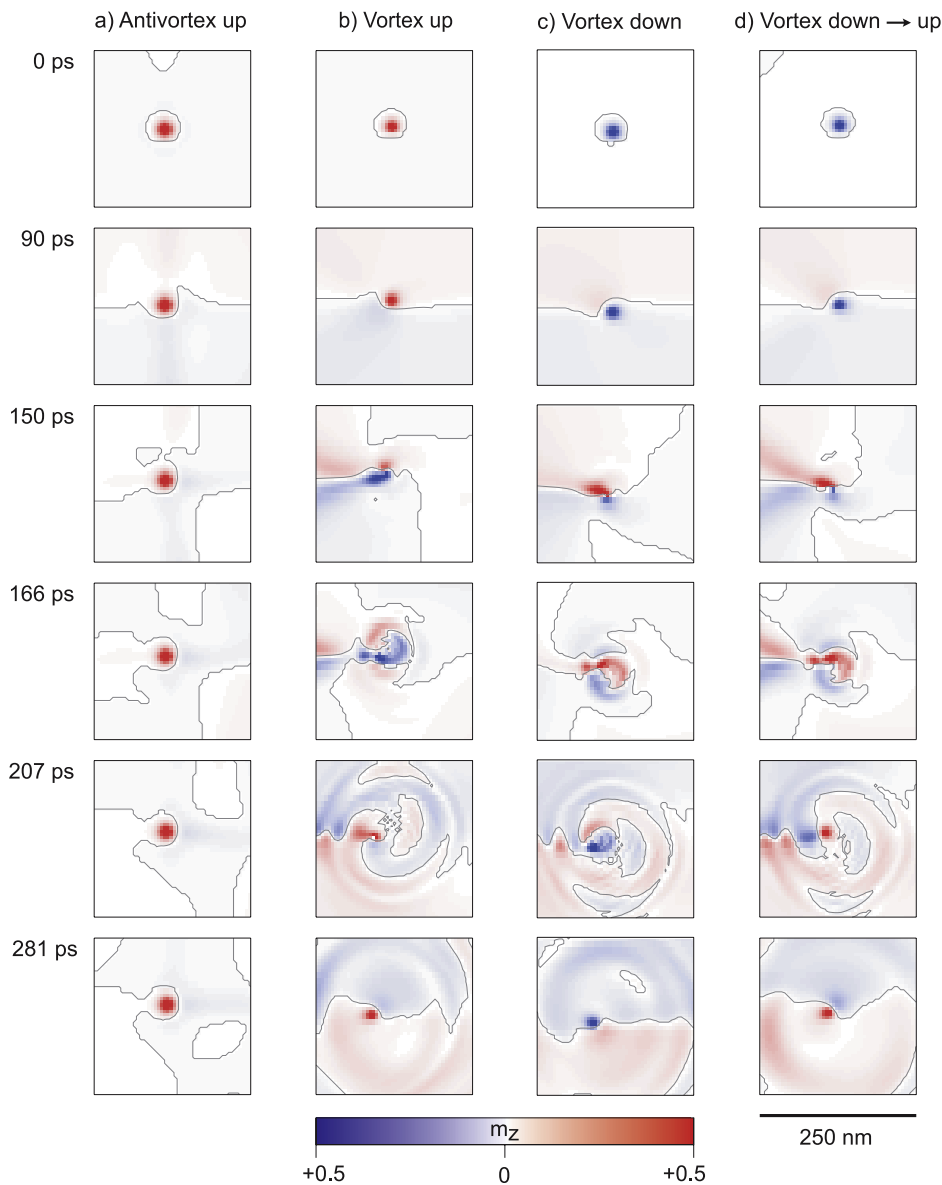 a) Antivortex up b) Vortex up c) Vortex down d) Vortex down → up
0 ps
90 ps
150 ps
166 ps
207 ps
281 ps
mz
+0.5 0 +0.5
250 nm